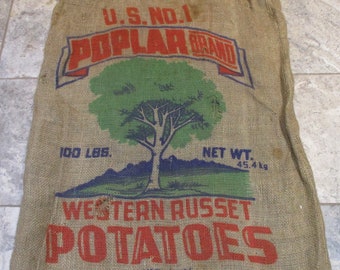 U.S. NO. 1
POPLAR BRAND
100 LBS. NET WT.
45.4 kg
WESTERN RUSSET
POTATOES